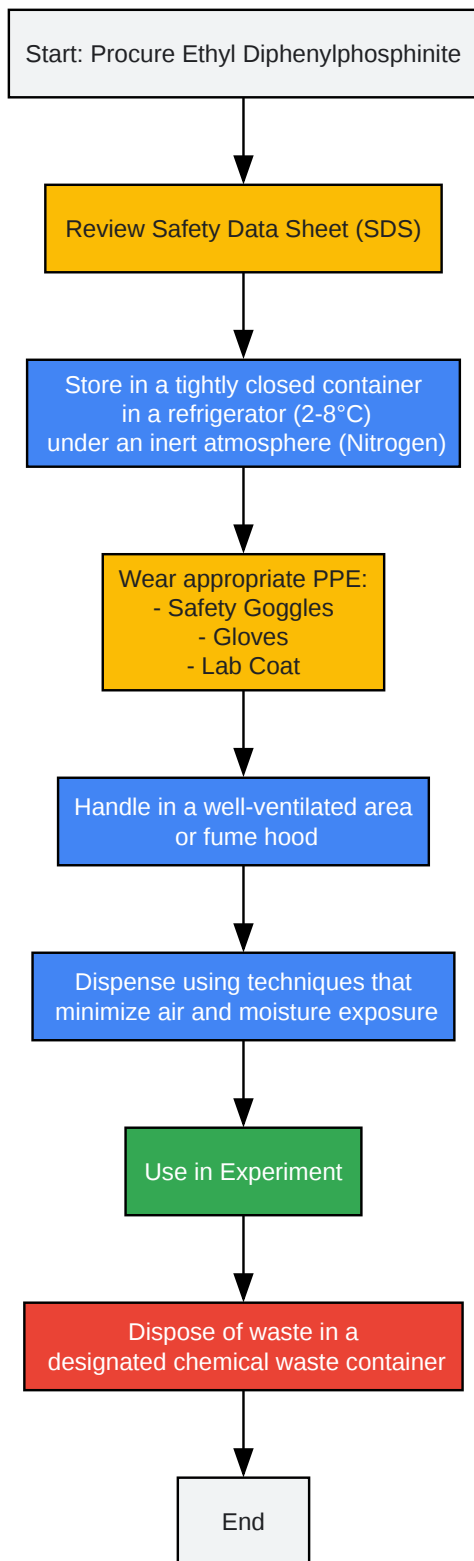 Start: Procure Ethyl Diphenylphosphinite
Review Safety Data Sheet (SDS)
Store in a tightly closed container
in a refrigerator (2-8°C)
under an inert atmosphere (Nitrogen)
Wear appropriate PPE:
- Safety Goggles
- Gloves
- Lab Coat
Handle in a well-ventilated area
or fume hood
Dispense using techniques that
minimize air and moisture exposure
Use in Experiment
Dispose of waste in a
designated chemical waste container
End